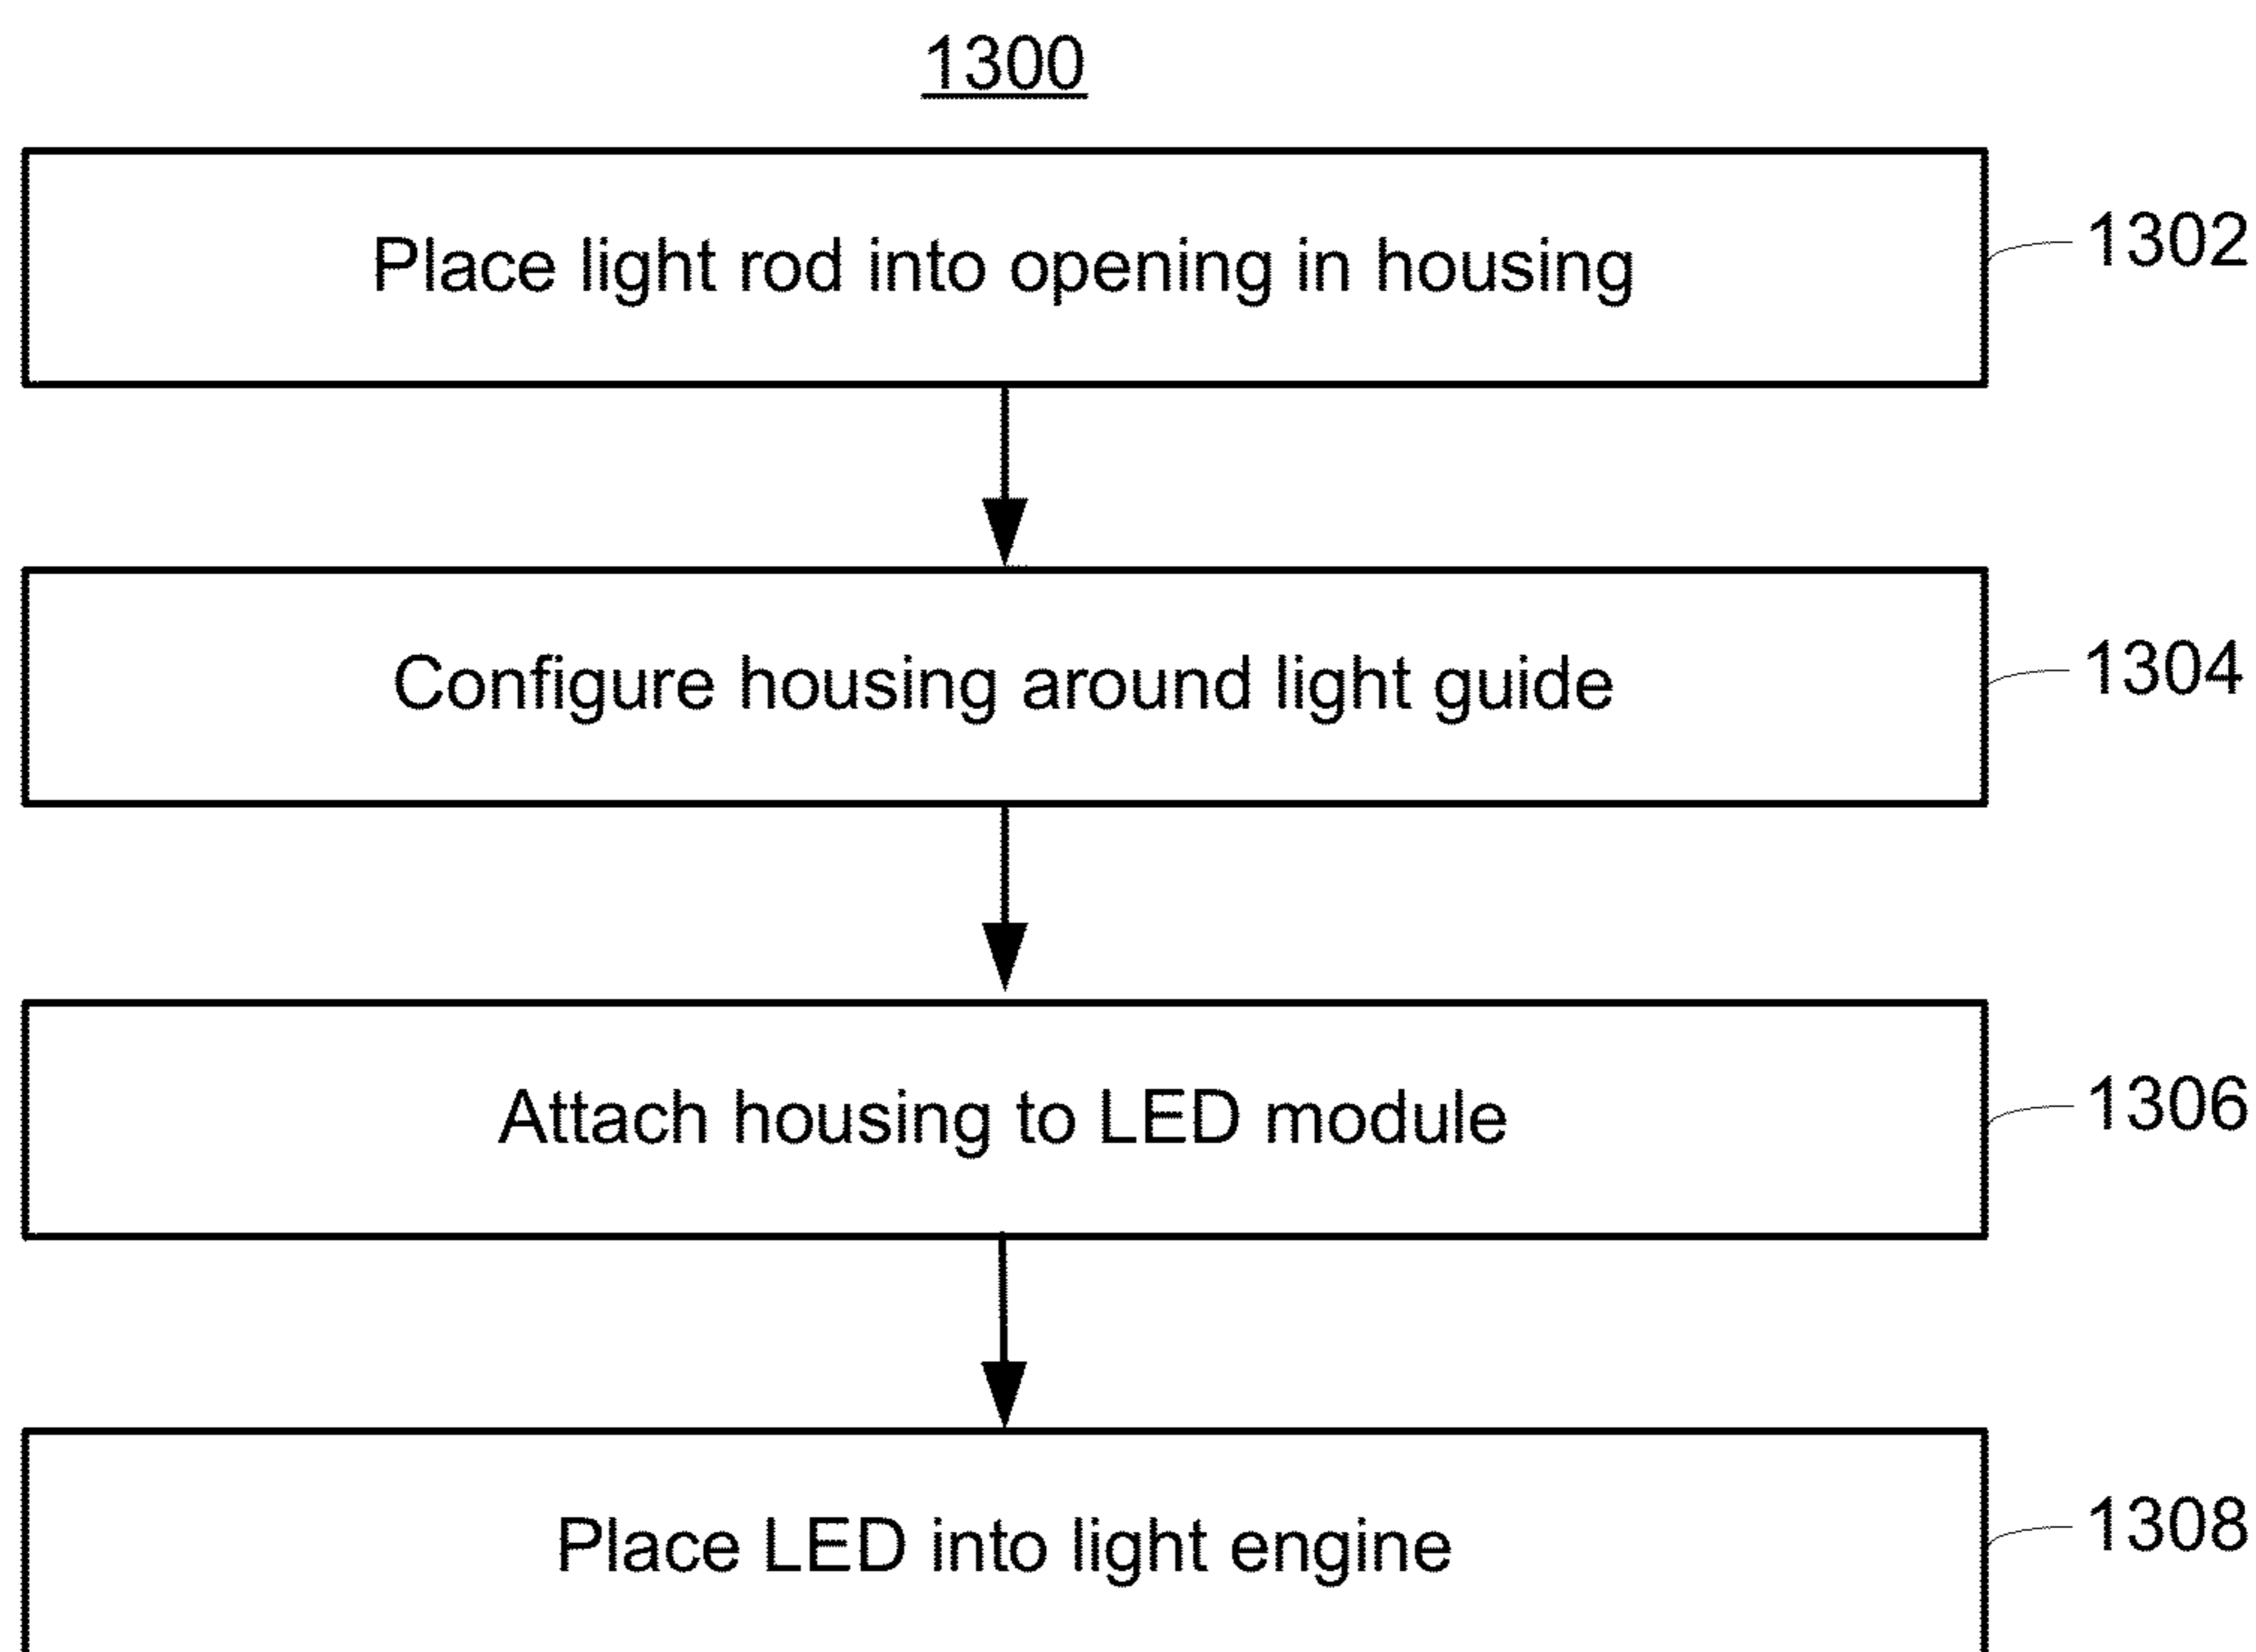 1300
Place light rod into opening in housing
1302
Configure housing around light guide
1304
Attach housing to LED module
1306
Place LED into light engine
1308